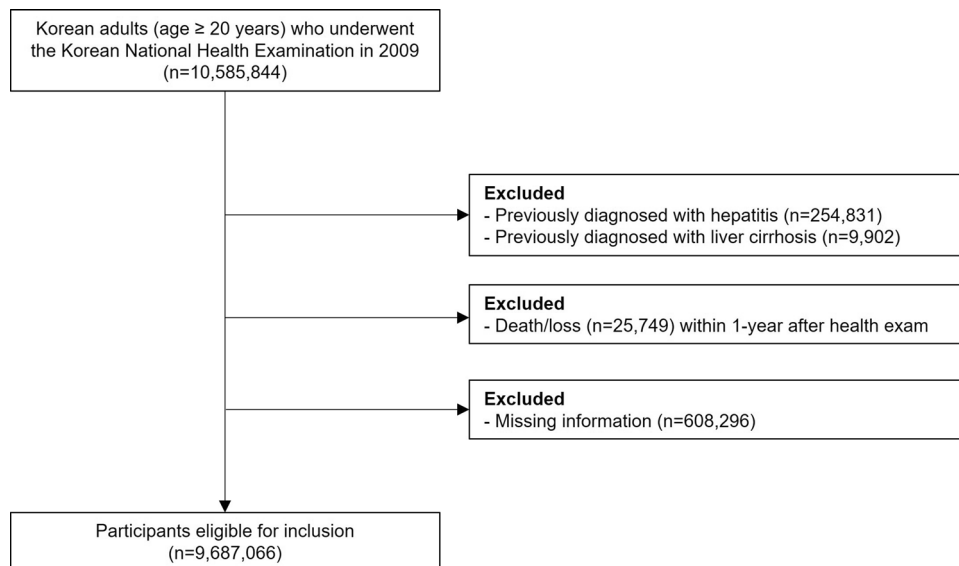 Korean adults (age ≥ 20 years) who underwent
the Korean National Health Examination in 2009
(n=10,585,844)
Excluded
- Previously diagnosed with hepatitis (n=254,831)
- Previously diagnosed with liver cirrhosis (n=9,902)
Excluded
- Death/loss (n=25,749) within 1-year after health exam
Excluded
- Missing information (n=608,296)
Participants eligible for inclusion
(n=9,687,066)